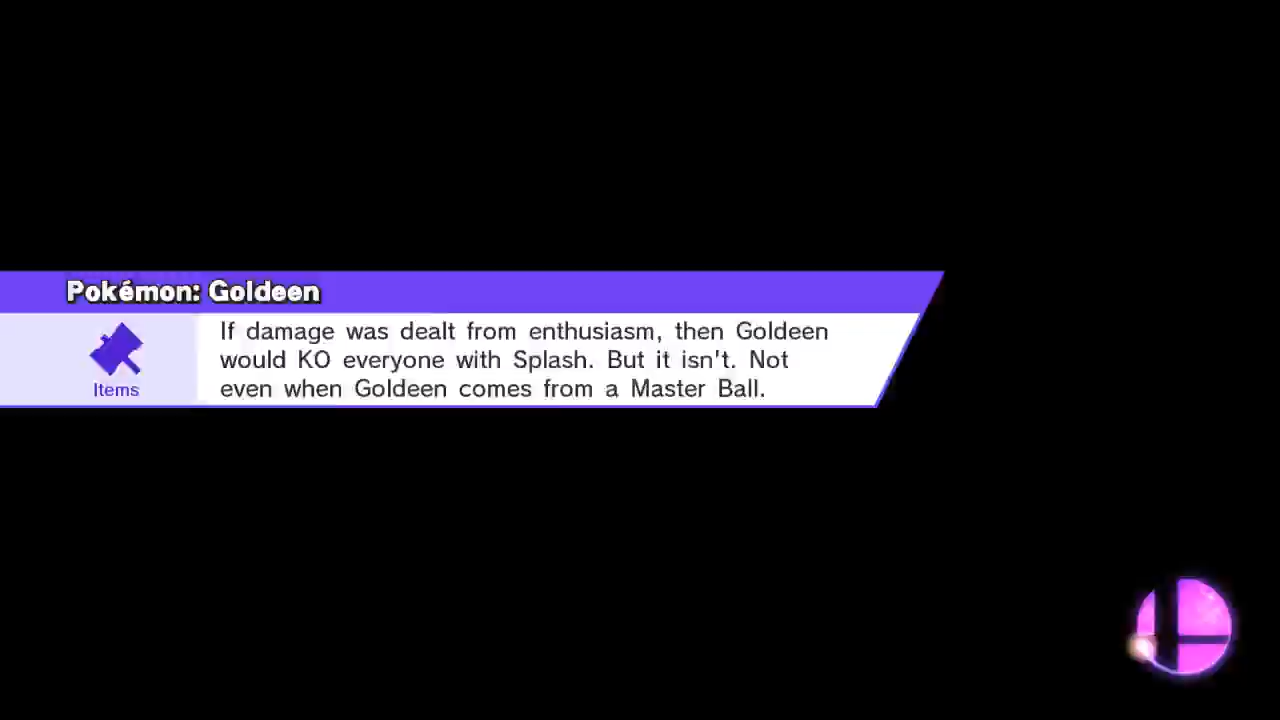 Pokémon: Goldeen
Items
If damage was dealt from enthusiasm, then Goldeen
would KO everyone with Splash. But it isn't. Not
even when Goldeen comes from a Master Ball.